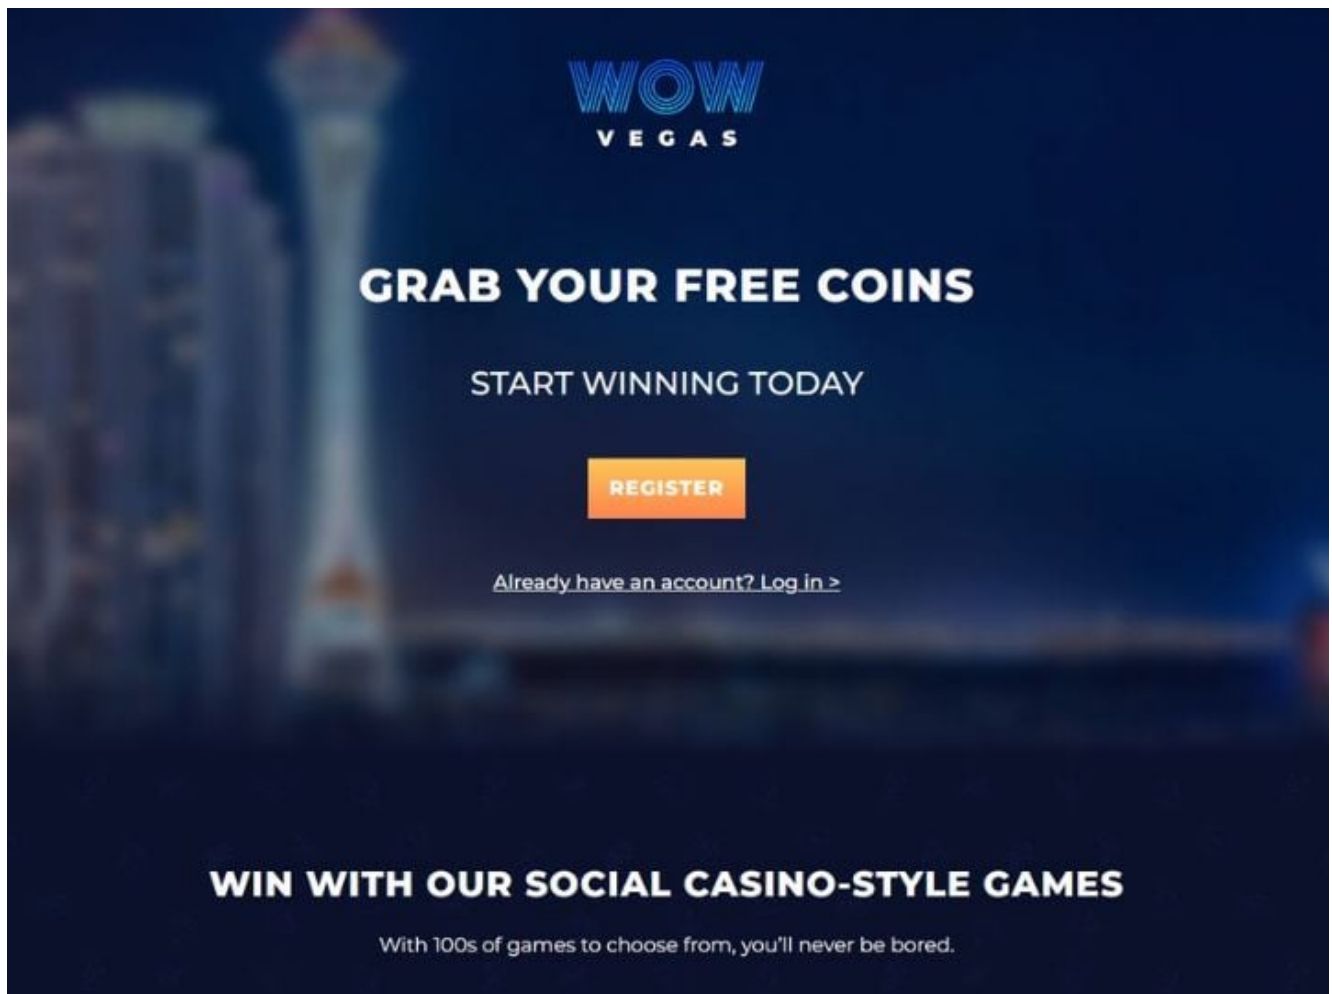 WOW
VEGAS
GRAB YOUR FREE COINS
START WINNING TODAY
REGISTER
Already have an account? Log in >
WIN WITH OUR SOCIAL CASINO-STYLE GAMES
With 100s of games to choose from, you'll never be bored.